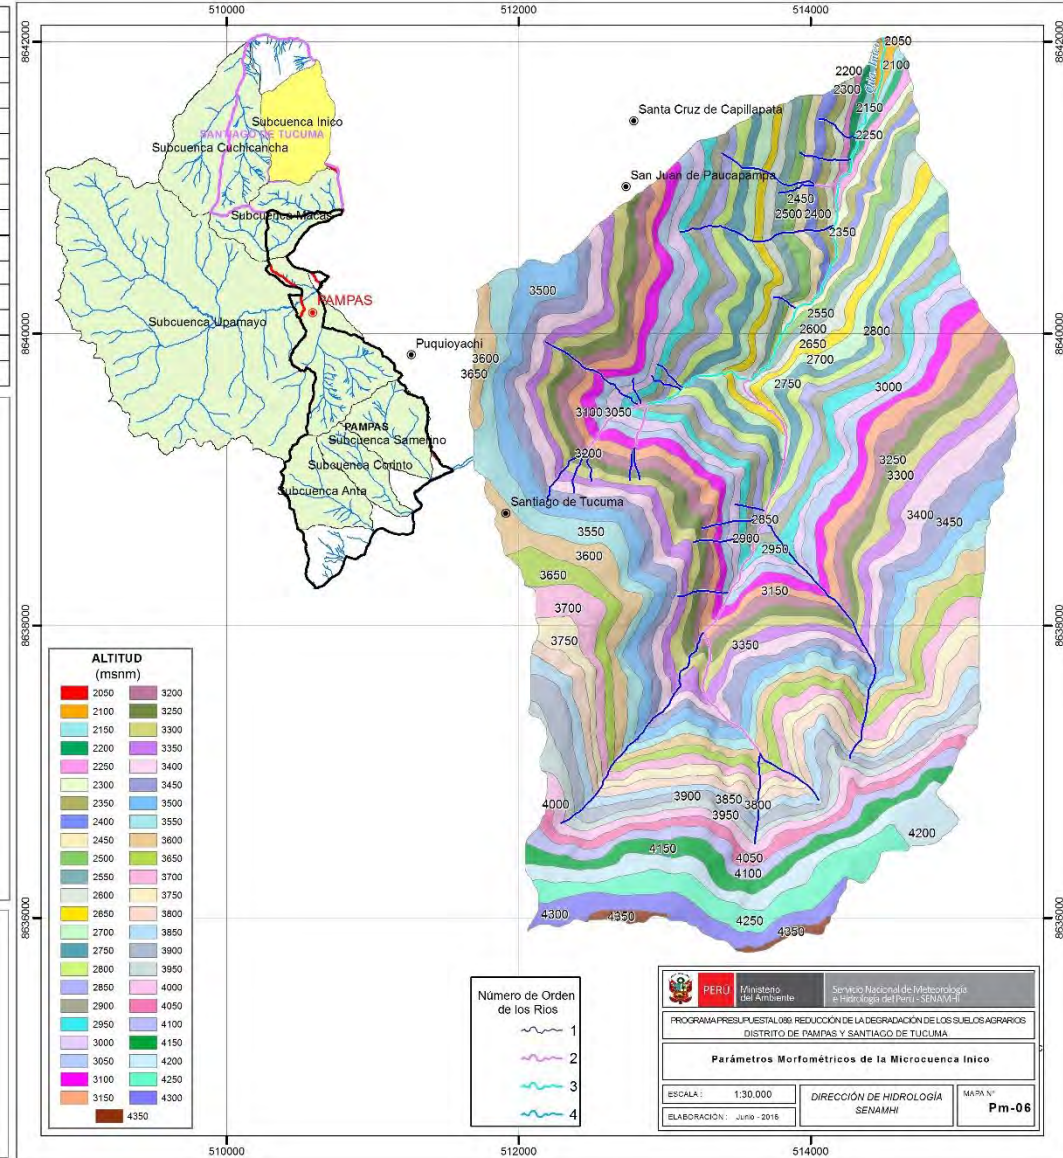 510000
512000
514000
8642000
8642000
2050
2100
2200
2300
2150
2250
Santa Cruz de Capillapata
Subcuenca Inico
SANTIAGO DE TUCUMA
Subcuenca Cuchicancha
San Juan de Paucapampa
2450
2500
2400
Subcuenca Macas
2350
3500
PAMPAS
2550
Subcuenca Upamayo
2600
2800
8640000
8640000
Puquioyachi
2650
3600
2700
3650
2750
3000
3100
3050
PAMPAS
Subcuenca Samerino
3200
3250
Subcuenca Corinto
3300
Subcuenca Anta
Santiago de Tucuma
3400
3450
2850
3550
2900
2950
3600
3650
3150
3700
8638000
8638000
3350
3750
4000
3900
3850
3800
3950
4200
4150
4050
4100
4300
4350
4250
4350
8636000
8636000
ALTITUD
(msnm)
2050 3200
2100 3250
2150 3300
2200 3350
2250 3400
2300 3450
2350 3500
2400 3550
2450 3600
2500 3650
2550 3700
2600 3750
2650 3800
2700 3850
2750 3900
2800 3950
2850 4000
2900 4050
2950 4100
3000 4150
3050 4200
3100 4250
3150 4300
4350
Número de Orden
de los Rios
1
2
3
4
PERÚ
Ministerio
del Ambiente
Servicio Nacional de Meteorología
e Hidrología del Perú - SENAMHI
PROGRAMA PRESUPUESTAL 089: REDUCCIÓN DE LA DEGRADACIÓN DE LOS SUELOS AGRARIOS
DISTRITO DE PAMPAS Y SANTIAGO DE TUCUMA
Parámetros Morfométricos de la Microcuenca Inico
ESCALA : 1:30,000
ELABORACIÓN : Junio - 2016
DIRECCIÓN DE HIDROLOGÍA
SENAMHI
MAPA N°
Pm-06
510000
512000
514000